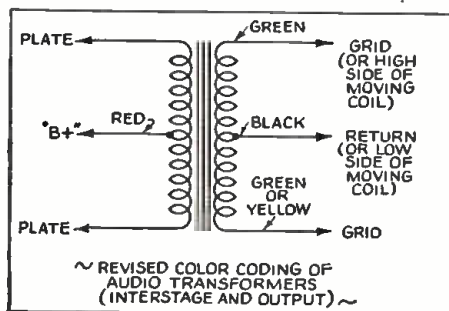 PLATE
GREEN
GRID
(OR HIGH
SIDE OF
MOVING
COIL)
"B+"
RED
BLACK
RETURN
(OR LOW
SIDE OF
MOVING
COIL)
GREEN
OR
YELLOW
PLATE
GRID
~ REVISED COLOR CODING OF
AUDIO TRANSFORMERS
(INTERSTAGE AND OUTPUT) ~